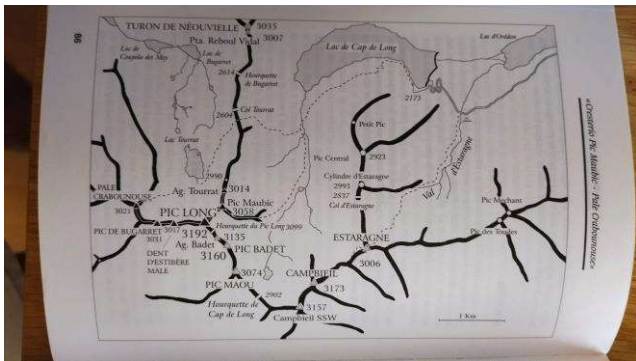 86
TURON DE NÉOUVIELLE
3035
Pta. Reboul Vidal
3007
Lac de Cap de Long
Lac d'Orédon
Lac de
Bugarret
2614
Hourquette
de Bugarret
2175
2604
Col Tourrat
Petit Pic
Lac Tourrat
Pic Central
2923
Val
d'Estaragne
2990
Cylindre d'Estaragne
2993
2837
Col d'Estaragne
Ag. Tourrat
3014
PALE
CRABOUNOUSE
3021
Pic Maubic
3058
PIC LONG
Hourquette du Pic Long
3099
Pic Méchant
Pic des Toudes
PIC DE BUGARRET
3031
3017
3192
3135
Ag. Badet
PIC BADET
3160
ESTARAGNE
3006
DENT
D'ESTIBÈRE
MALE
3074
PIC MAOU
2902
CAMPBIEIL
3173
Hourquette de
Cap de Long
3157
Campbieil SSW
1 Km
«Cresterío Pic Maubic - Pale Crabounouse»